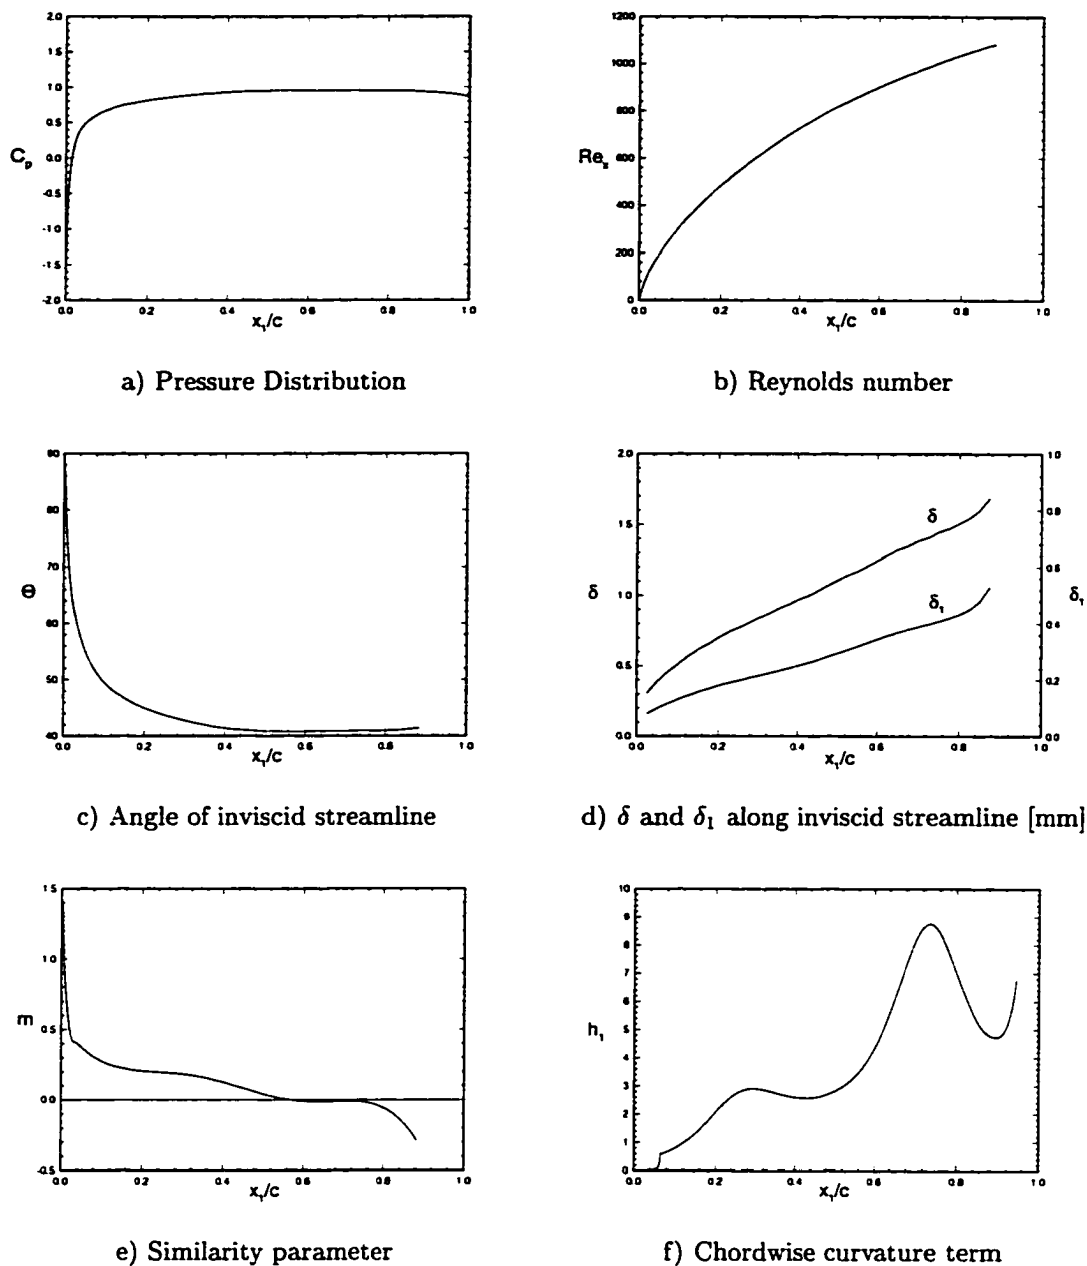 2.0
1.5
1.0
0.5
0.0
-0.5
-1.0
-1.5
-2.0
C_p
0.0 0.2 0.4 0.6 0.8 1.0
x_1/c
a) Pressure Distribution
1200
1000
800
600
400
200
0
Re_x
0.0 0.2 0.4 0.6 0.8 1.0
x_1/c
b) Reynolds number
90
80
70
60
50
40
Θ
0.0 0.2 0.4 0.6 0.8 1.0
x_1/c
c) Angle of inviscid streamline
2.0
1.5
1.0
0.5
0.0
δ
δ
δ_1
1.0
0.8
0.6
0.4
0.2
0.0
δ_1
0.0 0.2 0.4 0.6 0.8 1.0
x_1/c
d) δ and δ_1 along inviscid streamline [mm]
1.5
1.0
0.5
0.0
-0.5
m
0.0 0.2 0.4 0.6 0.8 1.0
x_1/c
e) Similarity parameter
10
9
8
7
6
5
4
3
2
1
0
h_1
0.0 0.2 0.4 0.6 0.8 1.0
x_1/c
f) Chordwise curvature term